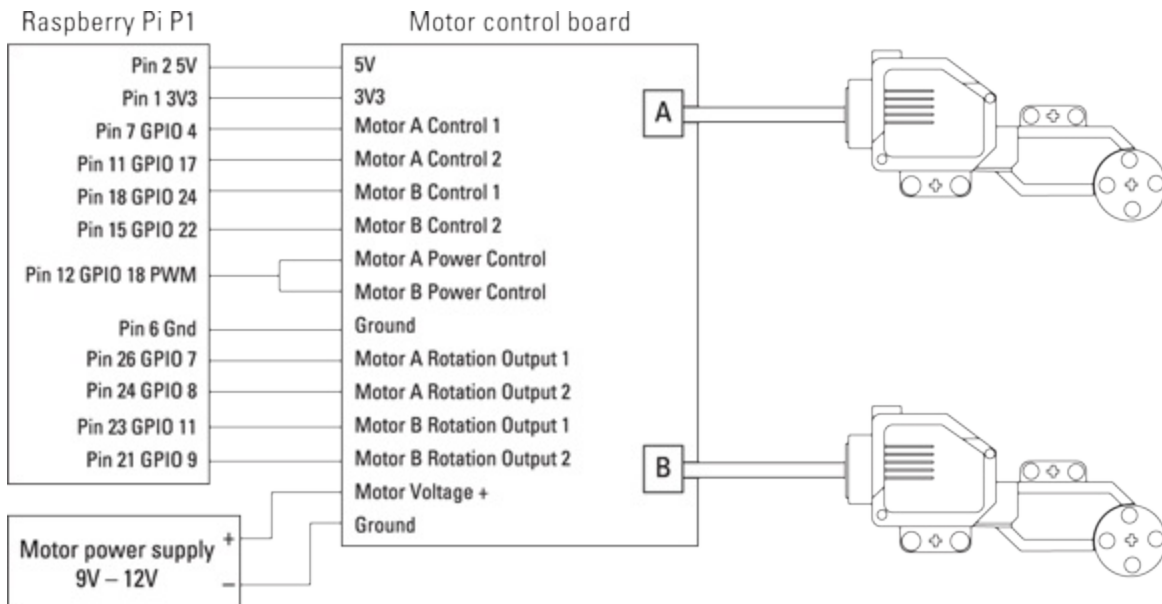 Raspberry Pi P1
Motor control board
Pin 2 5V
5V
Pin 1 3V3
3V3
Pin 7 GPIO 4
Motor A Control 1
Pin 11 GPIO 17
Motor A Control 2
Pin 18 GPIO 24
Motor B Control 1
Pin 15 GPIO 22
Motor B Control 2
Pin 12 GPIO 18 PWM
Motor A Power Control
Motor B Power Control
Pin 6 Gnd
Ground
Pin 26 GPIO 7
Motor A Rotation Output 1
Pin 24 GPIO 8
Motor A Rotation Output 2
Pin 23 GPIO 11
Motor B Rotation Output 1
Pin 21 GPIO 9
Motor B Rotation Output 2
Motor Voltage +
Ground
A
B
Motor power supply +
9V – 12V –